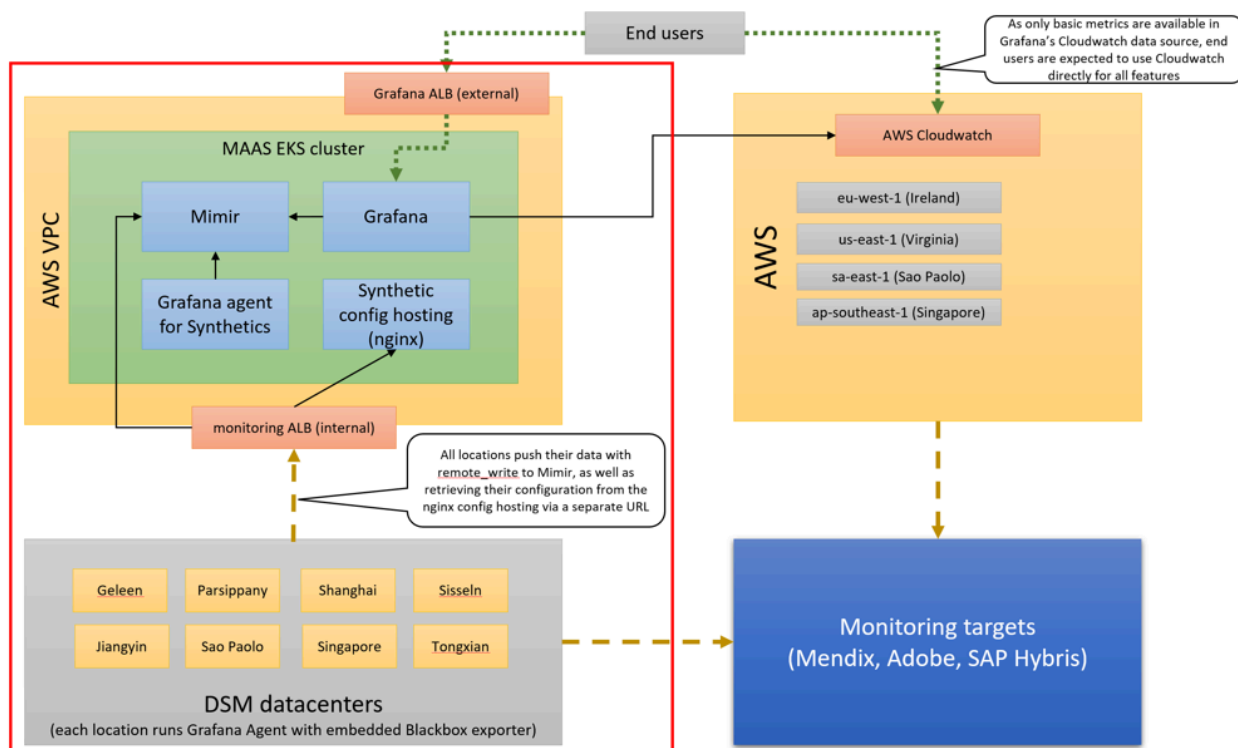 End users
As only basic metrics are available in
Grafana's Cloudwatch data source, end
users are expected to use Cloudwatch
directly for all features
Grafana ALB (external)
AWS VPC
MAAS EKS cluster
Mimir
Grafana
Grafana agent
for Synthetics
Synthetic
config hosting
(nginx)
monitoring ALB (internal)
AWS Cloudwatch
AWS
eu-west-1 (Ireland)
us-east-1 (Virginia)
sa-east-1 (Sao Paolo)
ap-southeast-1 (Singapore)
All locations push their data with
remote_write to Mimir, as well as
retrieving their configuration from the
nginx config hosting via a separate URL
Geleen
Parsippany
Shanghai
Sisseln
Jiangyin
Sao Paolo
Singapore
Tongxian
DSM datacenters
(each location runs Grafana Agent with embedded Blackbox exporter)
Monitoring targets
(Mendix, Adobe, SAP Hybris)